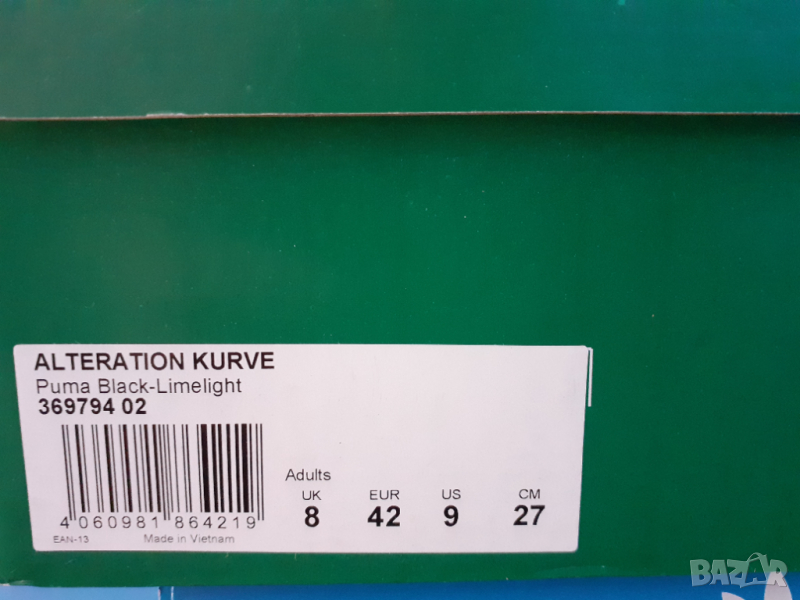 ALTERATION KURVE
Puma Black-Limelight
369794 02
Adults
UK EUR US CM
8 42 9 27
4 060981 864219
EAN-13 Made in Vietnam
BAZAR